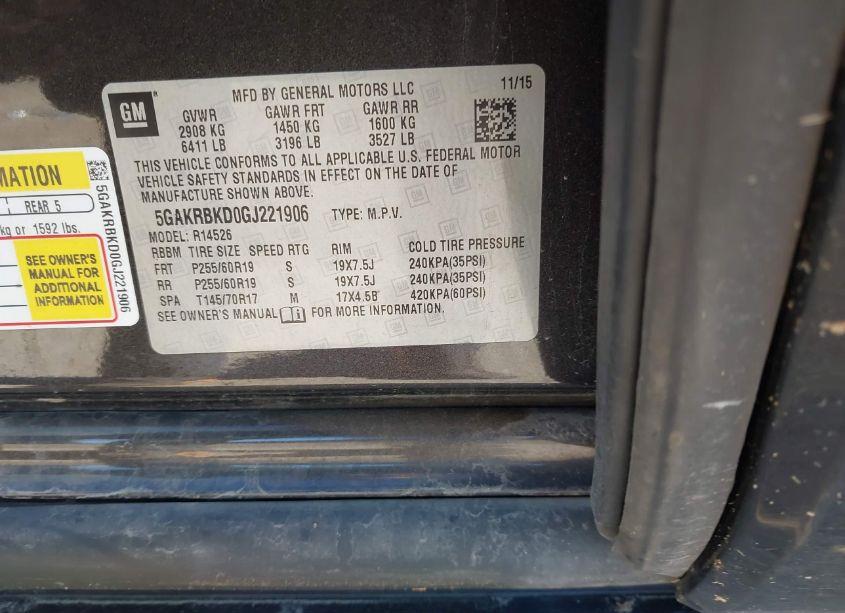 GM
MFD BY GENERAL MOTORS LLC 11/15
GVWR GAWR FRT GAWR RR
2908 KG 1450 KG 1600 KG
6411 LB 3196 LB 3527 LB
THIS VEHICLE CONFORMS TO ALL APPLICABLE U.S. FEDERAL MOTOR
VEHICLE SAFETY STANDARDS IN EFFECT ON THE DATE OF
MANUFACTURE SHOWN ABOVE.
5GAKRBKD0GJ221906 TYPE: M.P.V.
MODEL: R14526
RBBM TIRE SIZE SPEED RTG RIM COLD TIRE PRESSURE
FRT P255/60R19 S 19X7.5J 240KPA(35PSI)
RR P255/60R19 S 19X7.5J 240KPA(35PSI)
SPA T145/70R17 M 17X4.5B 420KPA(60PSI)
SEE OWNER'S MANUAL FOR MORE INFORMATION.
REAR 5
kg or 1592 lbs.
SEE OWNER'S
MANUAL FOR
ADDITIONAL
INFORMATION
5GAKRBKD0GJ221906